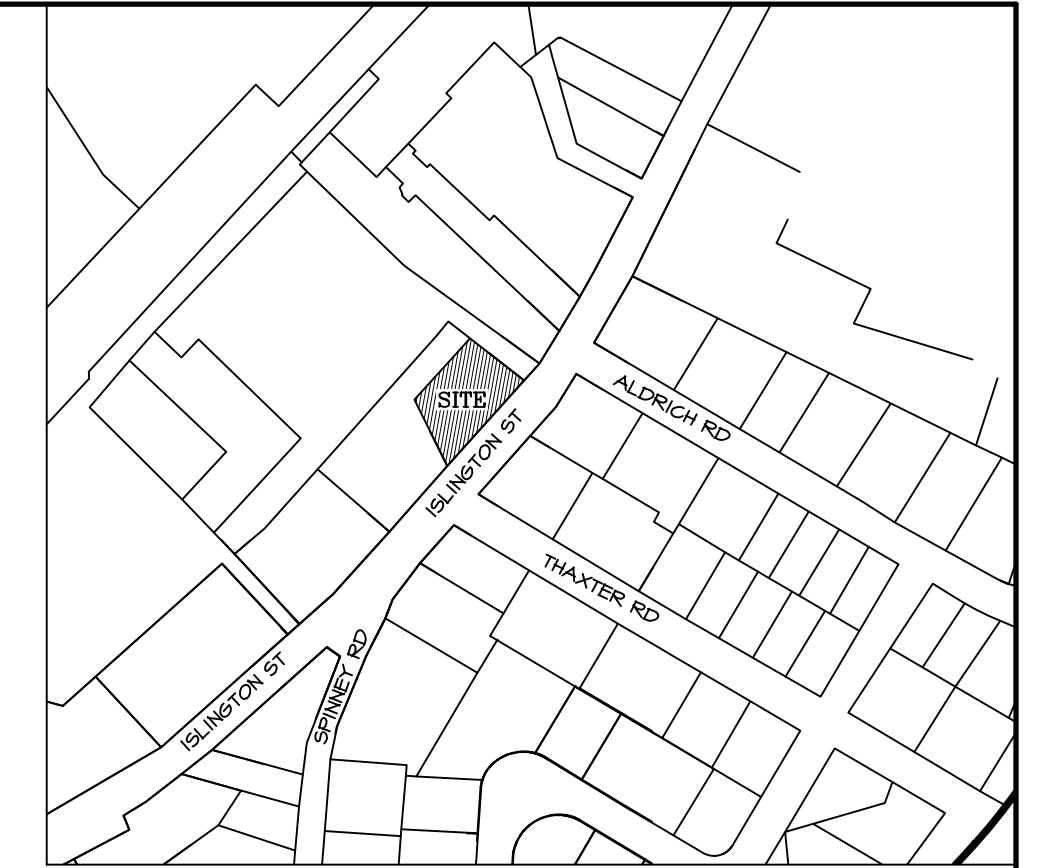 ALDRICH RD
SITE
ISLINGTON ST
THAXTER RD
SPINNEY RD
ISLINGTON ST